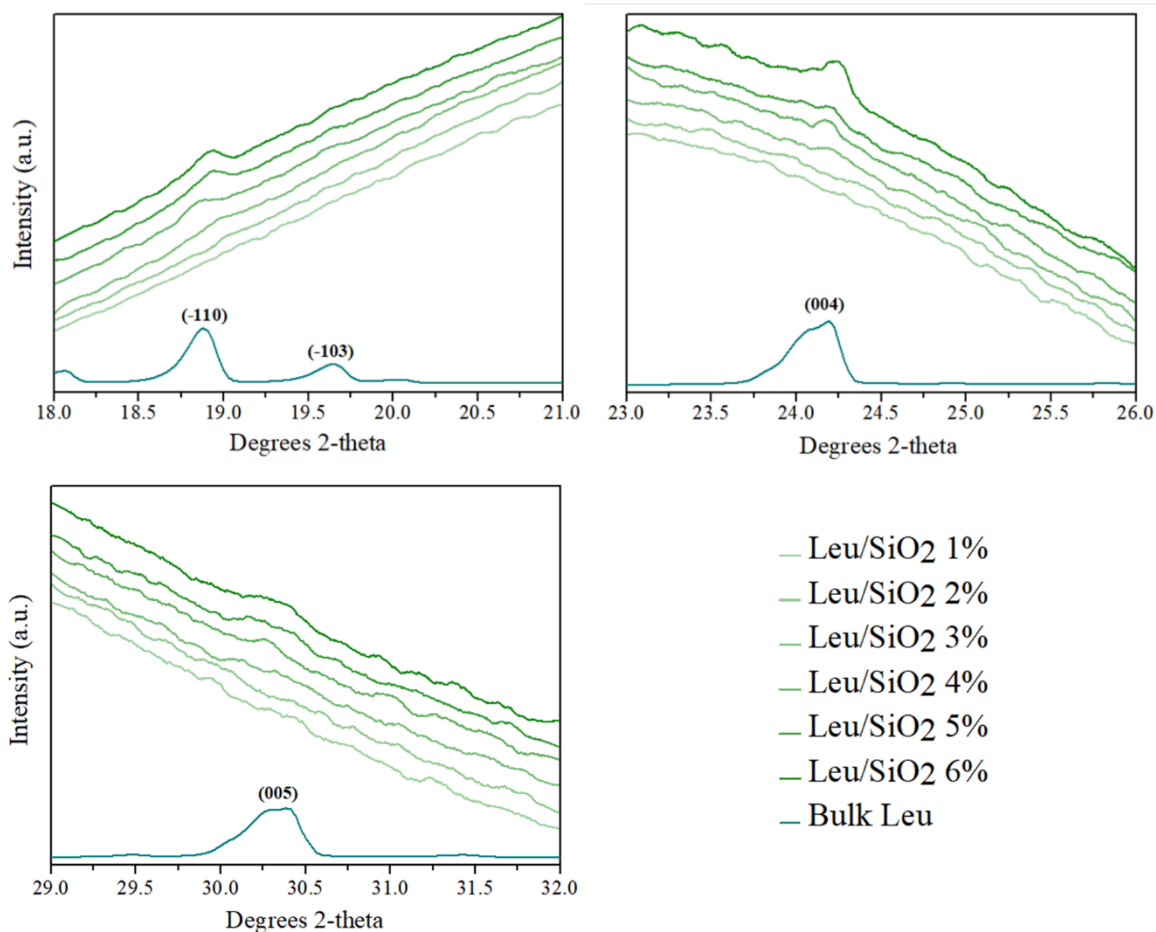 Intensity (a.u.)
(-110)
(-103)
18.0 18.5 19.0 19.5 20.0 20.5 21.0
Degrees 2-theta
(004)
23.0 23.5 24.0 24.5 25.0 25.5 26.0
Degrees 2-theta
Intensity (a.u.)
(005)
29.0 29.5 30.0 30.5 31.0 31.5 32.0
Degrees 2-theta
Leu/SiO2 1%
Leu/SiO2 2%
Leu/SiO2 3%
Leu/SiO2 4%
Leu/SiO2 5%
Leu/SiO2 6%
Bulk Leu